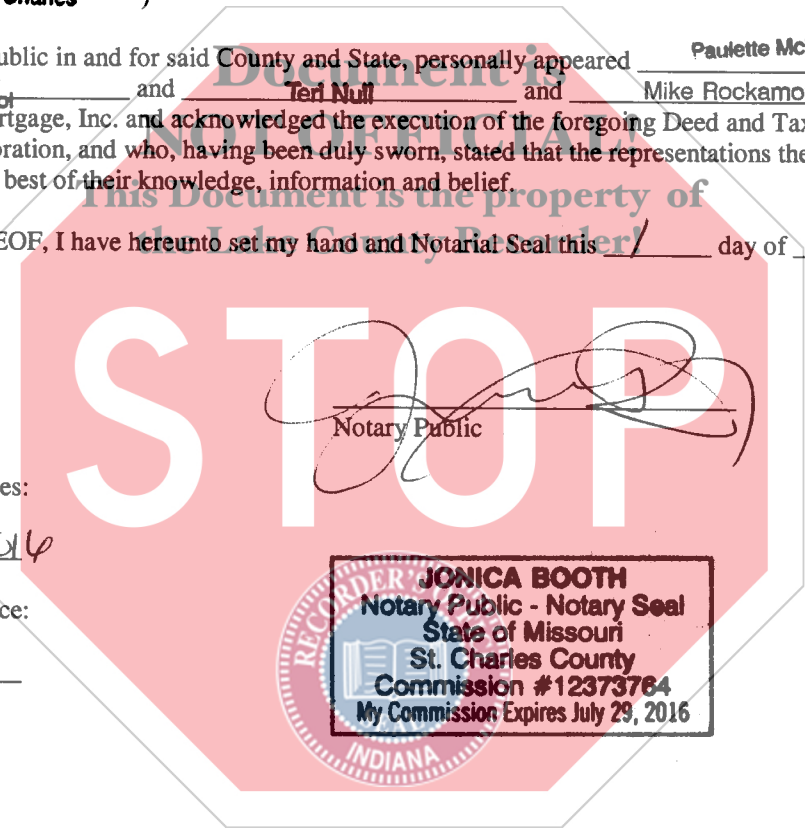 Charles )
ublic in and for said County and State, personally appeared Paulette Mc
and Teri Null and Mike Rockamo
rtgage, Inc. and acknowledged the execution of the foregoing Deed and Tax
oration, and who, having been duly sworn, stated that the representations the
best of their knowledge, information and belief.
EOF, I have hereunto set my hand and Notarial Seal this 1 day of
Document is
NOT OFFICIAL!
This Document is the property of
the Lake County Recorder!
STOP
Notary Public
es:
016
ce:
JONICA BOOTH
Notary Public - Notary Seal
State of Missouri
St. Charles County
Commission #12373764
My Commission Expires July 29, 2016
RECORDER'S
SEAL
INDIANA